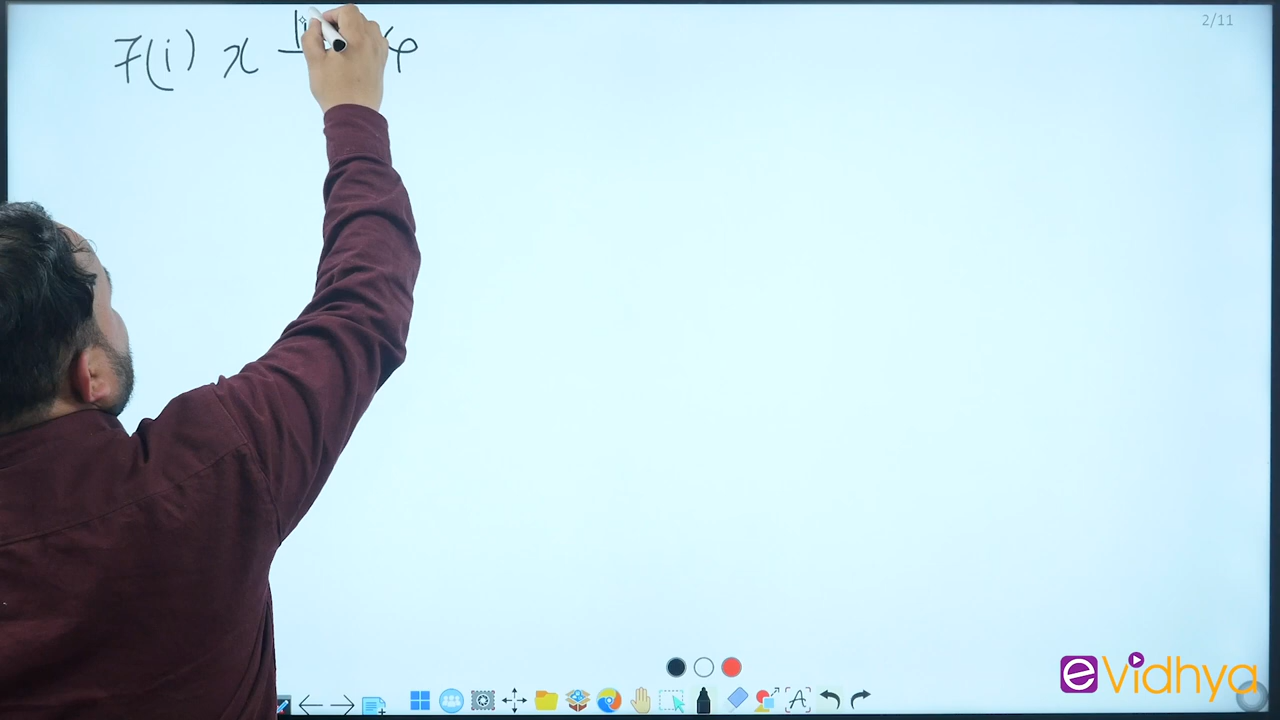 2/11
7(i) x φ
eVidhya